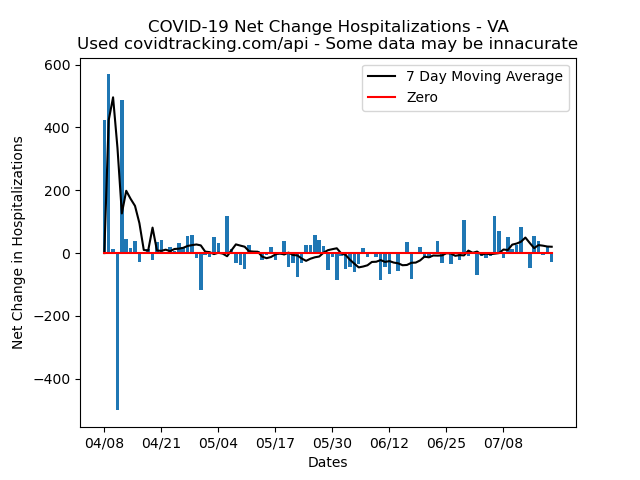 COVID-19 Net Change Hospitalizations - VA
Used covidtracking.com/api - Some data may be innacurate
7 Day Moving Average
Zero
Net Change in Hospitalizations
600
400
200
0
−200
−400
04/08 04/21 05/04 05/17 05/30 06/12 06/25 07/08
Dates